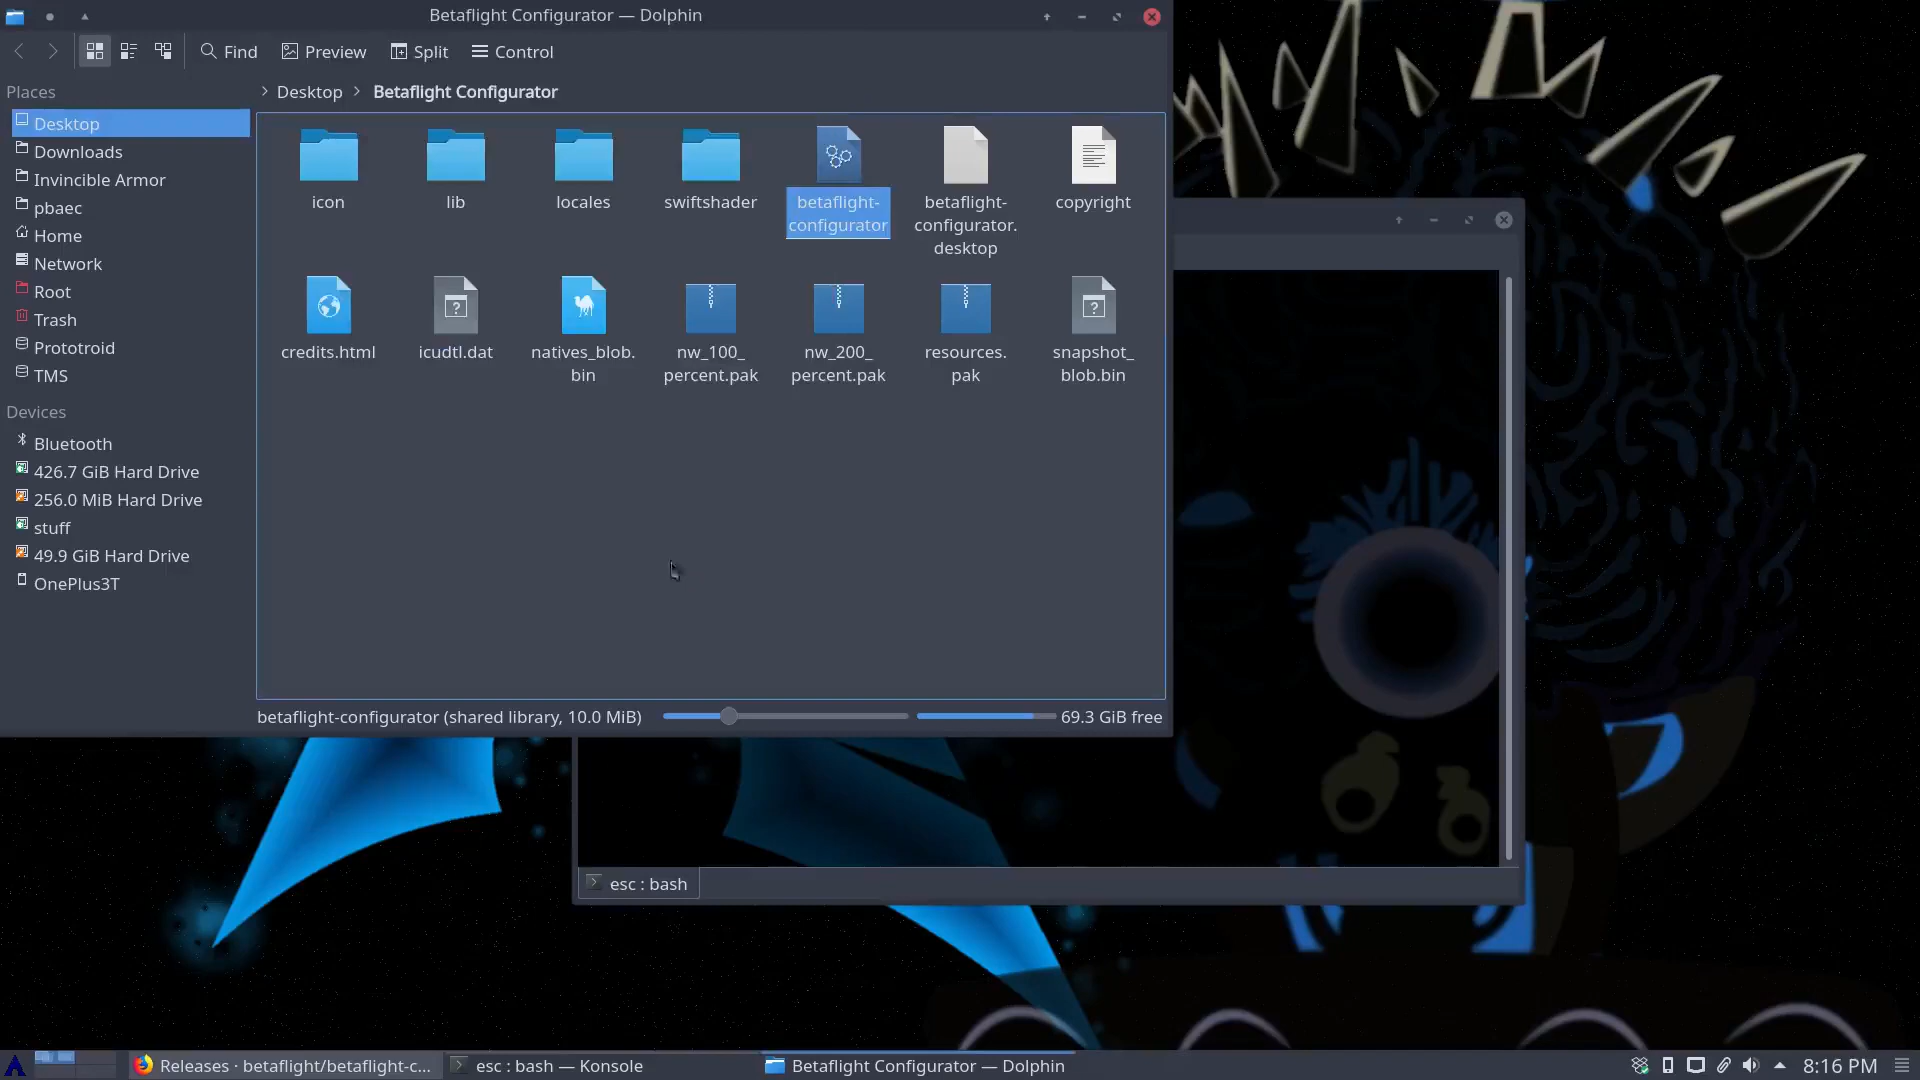 Betaflight Configurator — Dolphin
Find
Preview
Split
Control
Places
Desktop
Downloads
Invincible Armor
pbaec
Home
Network
Root
Trash
Prototroid
TMS
Devices
Bluetooth
426.7 GiB Hard Drive
256.0 MiB Hard Drive
stuff
49.9 GiB Hard Drive
OnePlus3T
Desktop
Betaflight Configurator
icon
lib
locales
swiftshader
betaflight-
configurator
betaflight-
configurator.
desktop
copyright
credits.html
icudtl.dat
natives_blob.
bin
nw_100_
percent.pak
nw_200_
percent.pak
resources.
pak
snapshot_
blob.bin
betaflight-configurator (shared library, 10.0 MiB)
69.3 GiB free
esc : bash
Releases · betaflight/betaflight-c...
esc : bash — Konsole
Betaflight Configurator — Dolphin
8:16 PM